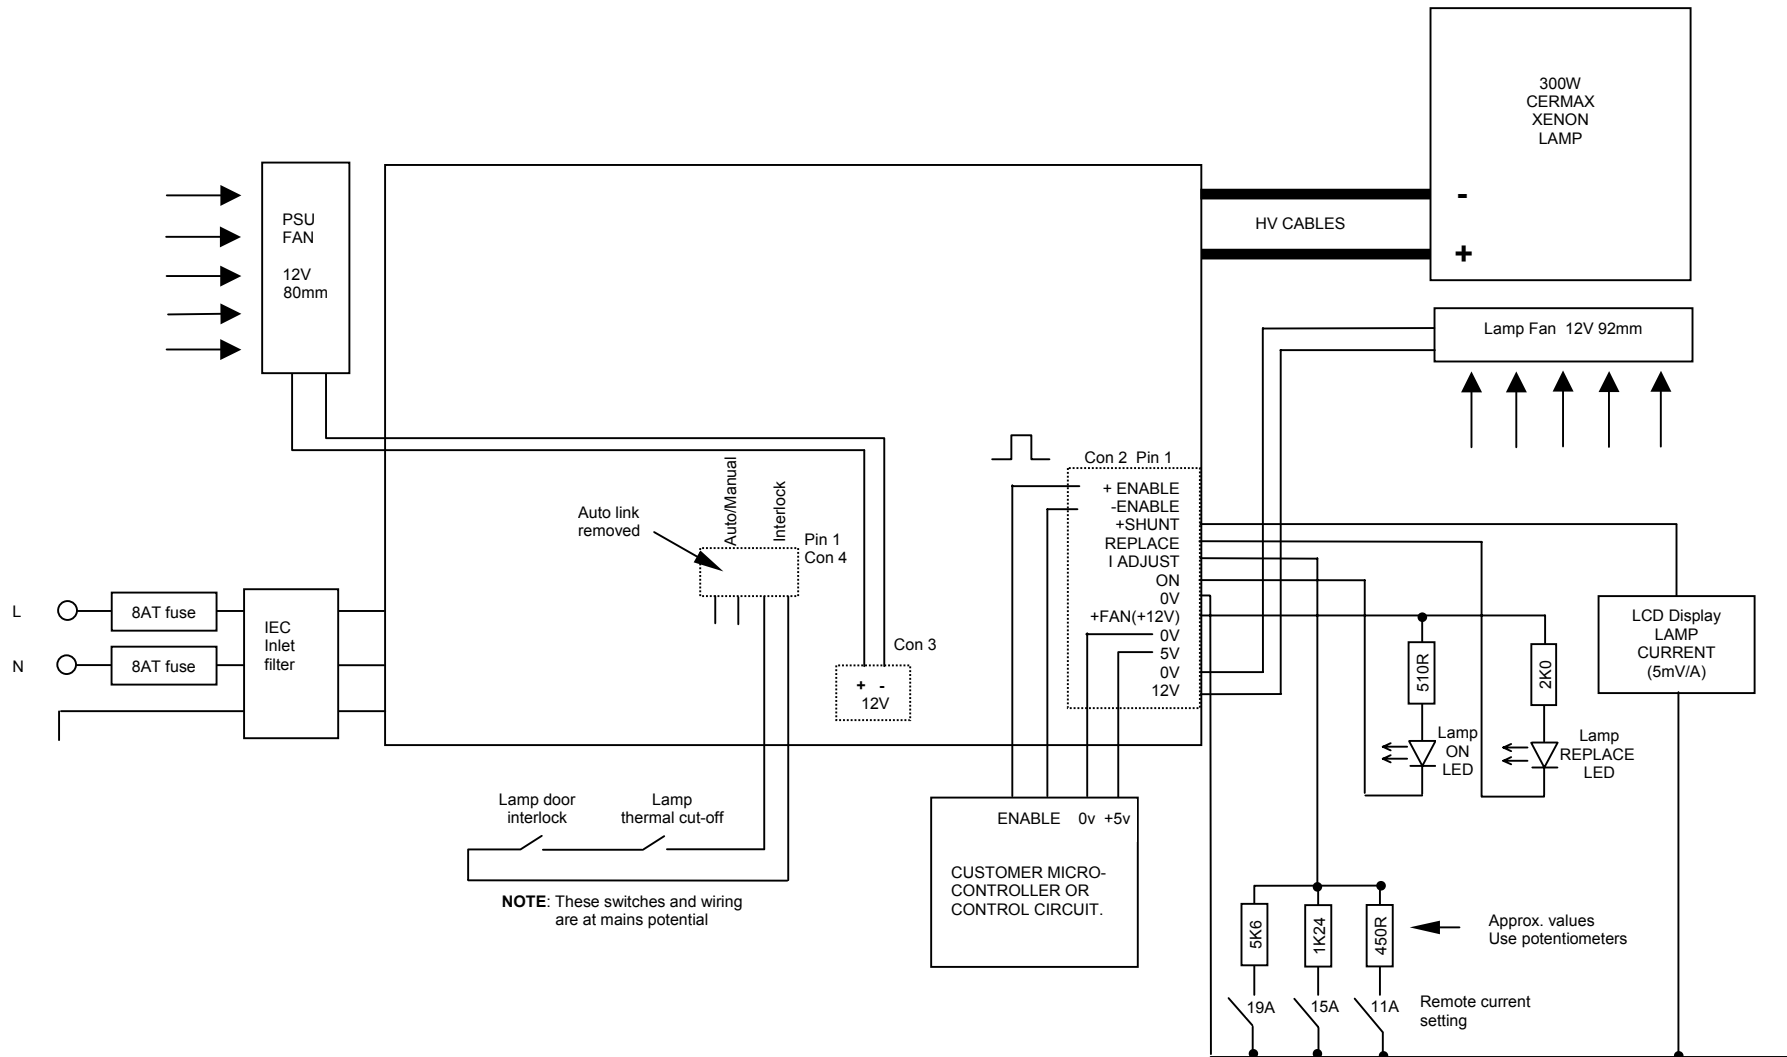 300W
CERMAX
XENON
LAMP
-
+
HV CABLES
PSU
FAN
12V
80mm
Lamp Fan 12V 92mm
Con 2 Pin 1
+ ENABLE
-ENABLE
+SHUNT
REPLACE
I ADJUST
ON
0V
+FAN(+12V)
0V
5V
0V
12V
Auto link
removed
Auto/Manual
Interlock
Pin 1
Con 4
L
8AT fuse
N
8AT fuse
IEC
Inlet
filter
Con 3
+ -
12V
LCD Display
LAMP
CURRENT
(5mV/A)
510R
2K0
Lamp
ON
LED
Lamp
REPLACE
LED
Lamp door
interlock
Lamp
thermal cut-off
NOTE: These switches and wiring
are at mains potential
ENABLE 0v +5v
CUSTOMER MICRO-
CONTROLLER OR
CONTROL CIRCUIT.
5K6
1K24
450R
Approx. values
Use potentiometers
19A
15A
11A
Remote current
setting